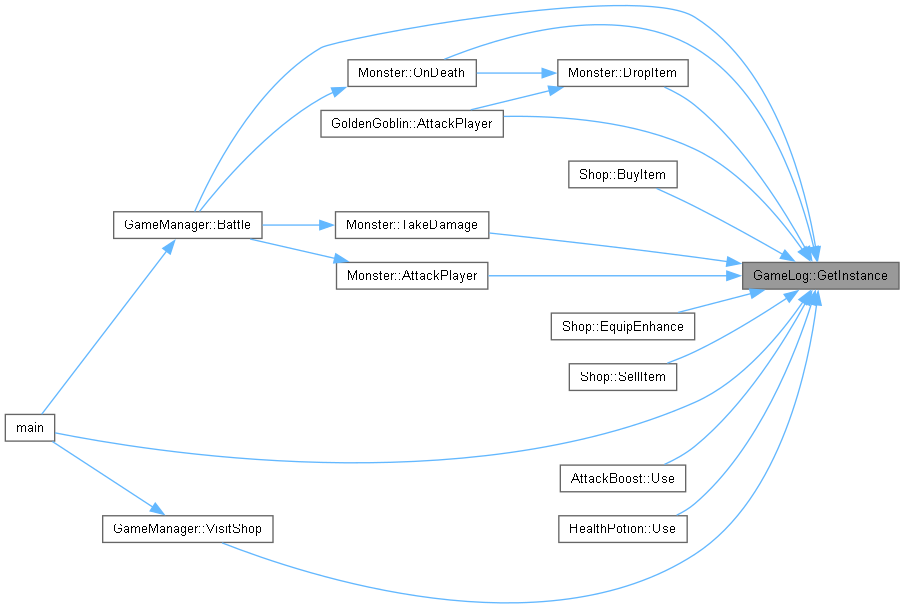 Monster::OnDeath
Monster::DropItem
GoldenGoblin::AttackPlayer
Shop::BuyItem
GameManager::Battle
Monster::TakeDamage
Monster::AttackPlayer
GameLog::GetInstance
Shop::EquipEnhance
Shop::SellItem
main
AttackBoost::Use
GameManager::VisitShop
HealthPotion::Use